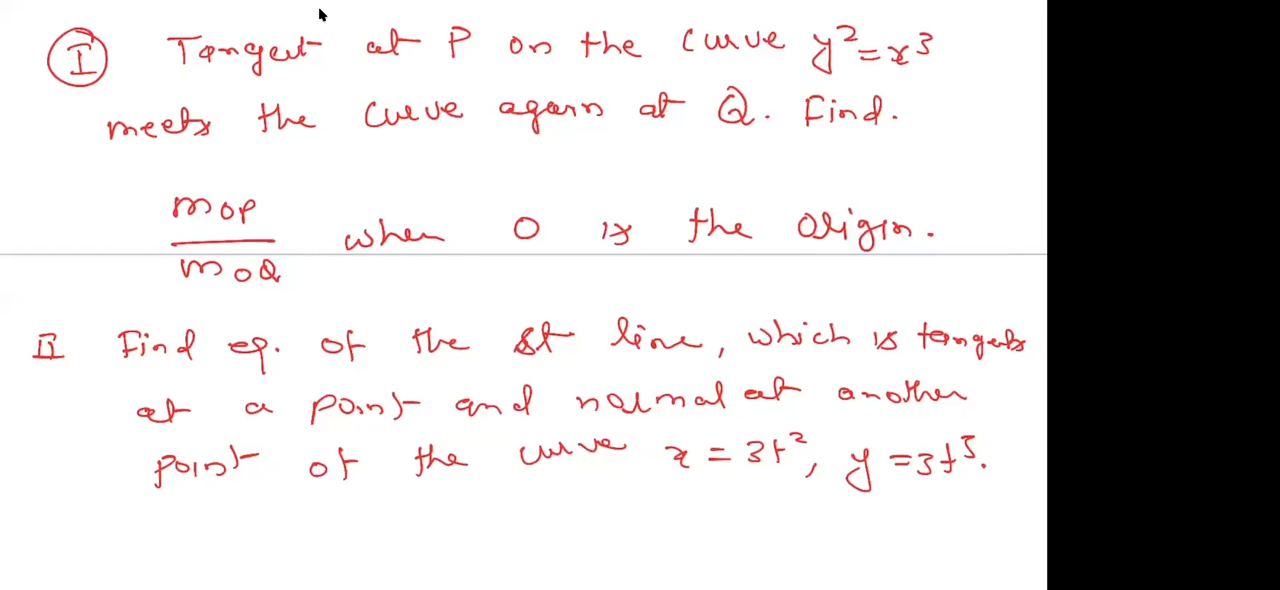 I Tangent at P on the curve y² = x³
meets the curve again at Q. Find.
mOP / mOQ when O is the origin.
II Find eq. of the st line, which is tangents
at a point and normal at another
point of the curve x = 3t², y = 3t³.